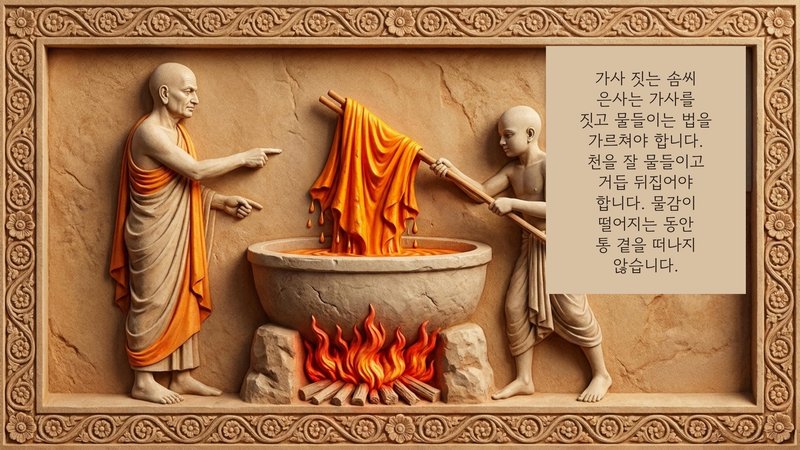 가사 짓는 솜씨
은사는 가사를
짓고 물들이는 법을
가르쳐야 합니다.
천을 잘 물들이고
거듭 뒤집어야
합니다. 물감이
떨어지는 동안
통 곁을 떠나지
않습니다.